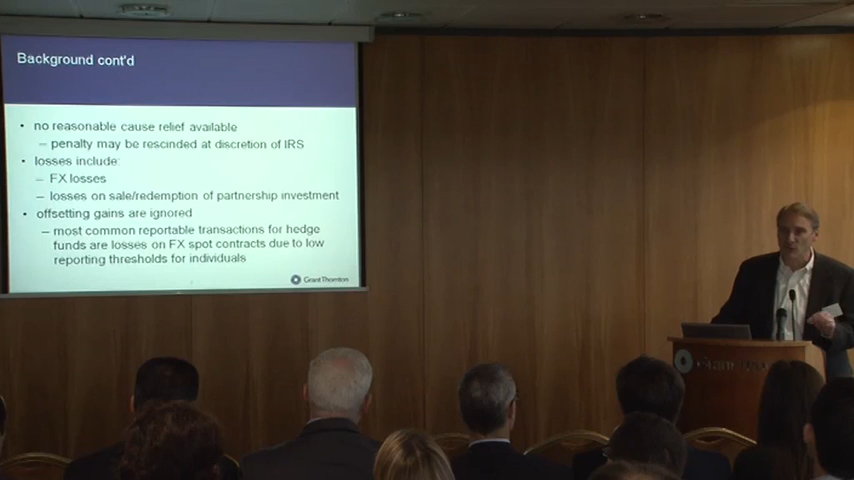 Background cont'd
• no reasonable cause relief available
– penalty may be rescinded at discretion of IRS
• losses include:
– FX losses
– losses on sale/redemption of partnership investment
• offsetting gains are ignored
– most common reportable transactions for hedge
funds are losses on FX spot contracts due to low
reporting thresholds for individuals
GrantThornton